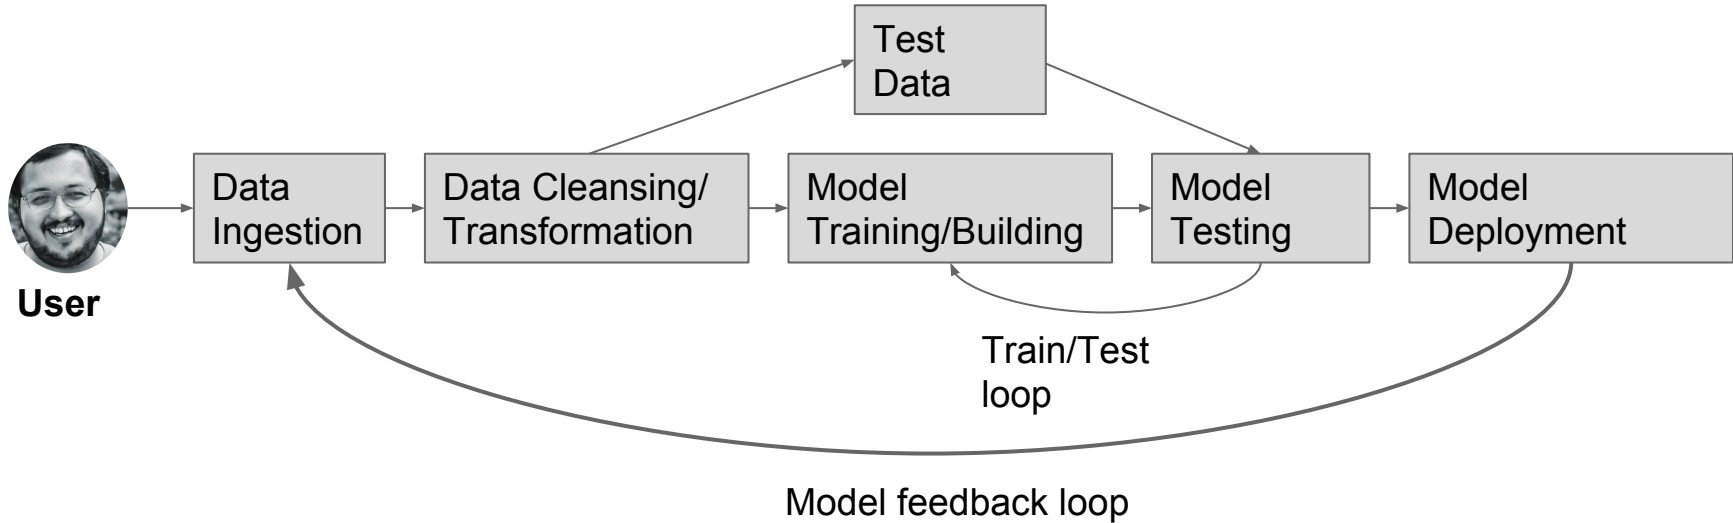 Test
Data
User
Data
Ingestion
Data Cleansing/
Transformation
Model
Training/Building
Model
Testing
Model
Deployment
Train/Test
loop
Model feedback loop